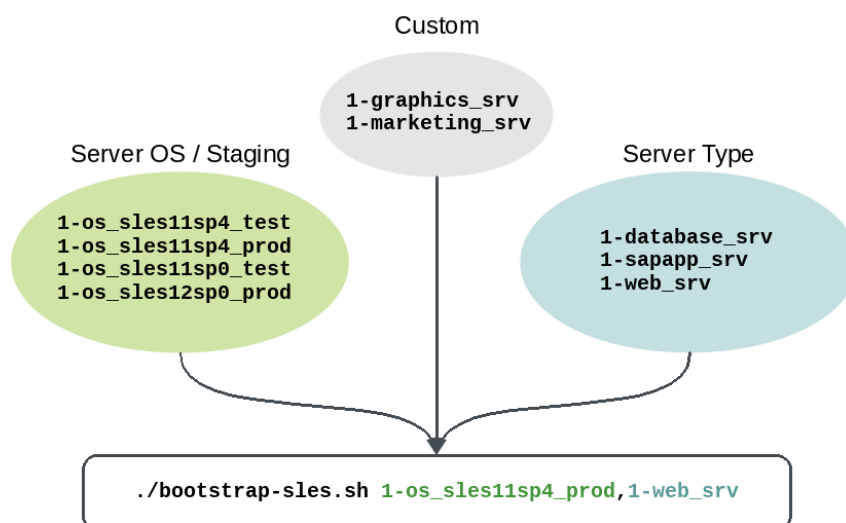 Custom
1-graphics_srv
1-marketing_srv
Server OS / Staging
1-os_sles11sp4_test
1-os_sles11sp4_prod
1-os_sles11sp0_test
1-os_sles12sp0_prod
Server Type
1-database_srv
1-sapapp_srv
1-web_srv
./bootstrap-sles.sh 1-os_sles11sp4_prod,1-web_srv